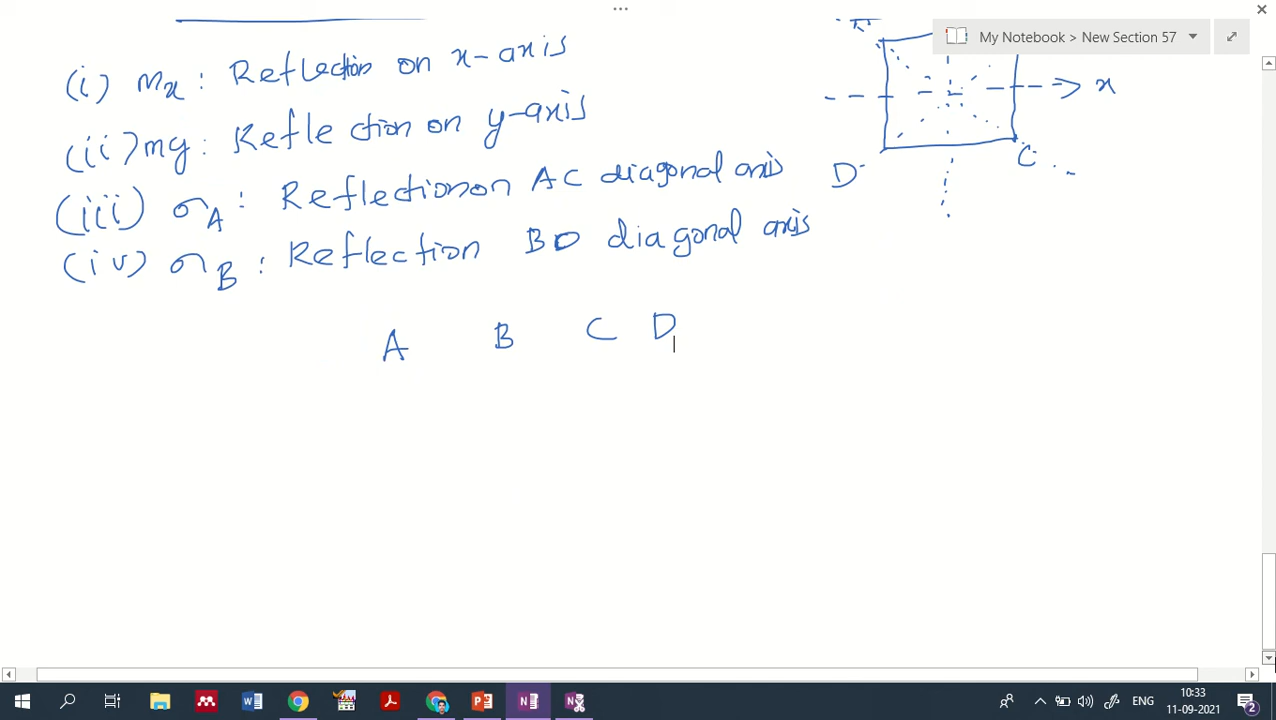 My Notebook > New Section 57
(i) mx : Reflection on x-axis
(ii) my : Reflection on y-axis
(iii) σA : Reflection on AC diagonal axis
(iv) σB : Reflection BD diagonal axis
x
D
C
A B C D
ENG
10:33
11-09-2021
2